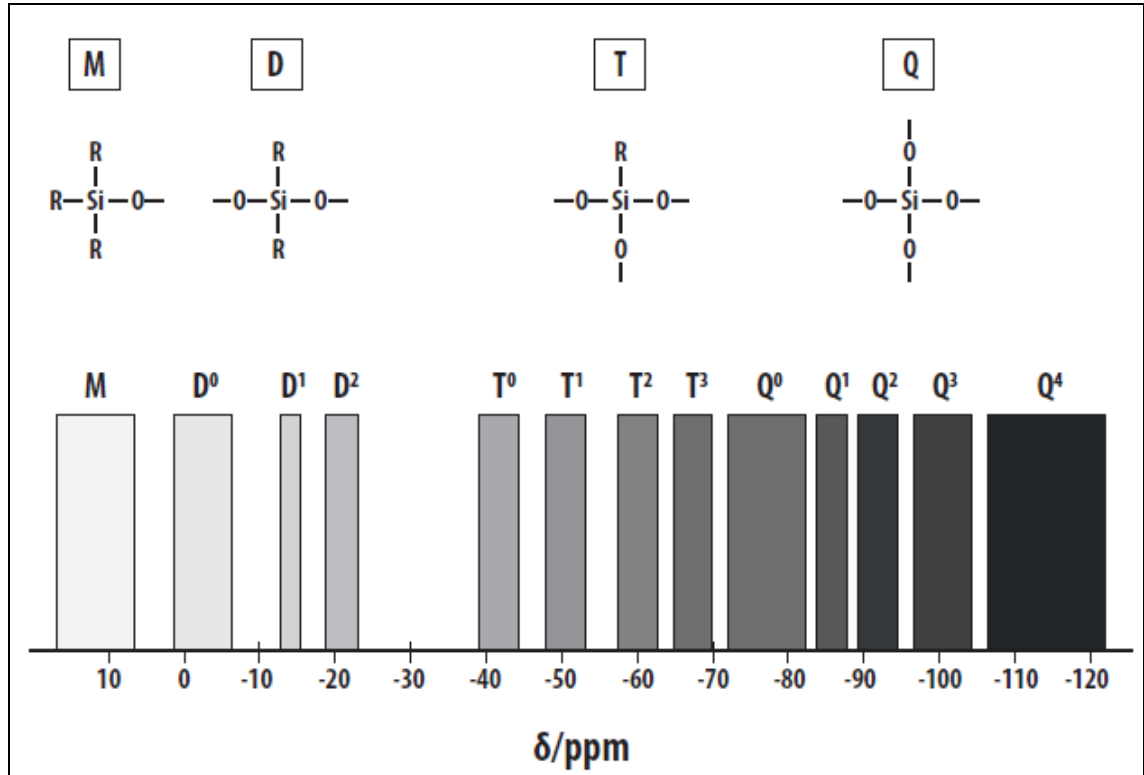 M D T Q
R R R O
R—Si—O— —O—Si—O— —O—Si—O— —O—Si—O—
R R O O
M D⁰ D¹ D² T⁰ T¹ T² T³ Q⁰ Q¹ Q² Q³ Q⁴
10 0 -10 -20 -30 -40 -50 -60 -70 -80 -90 -100 -110 -120
δ/ppm